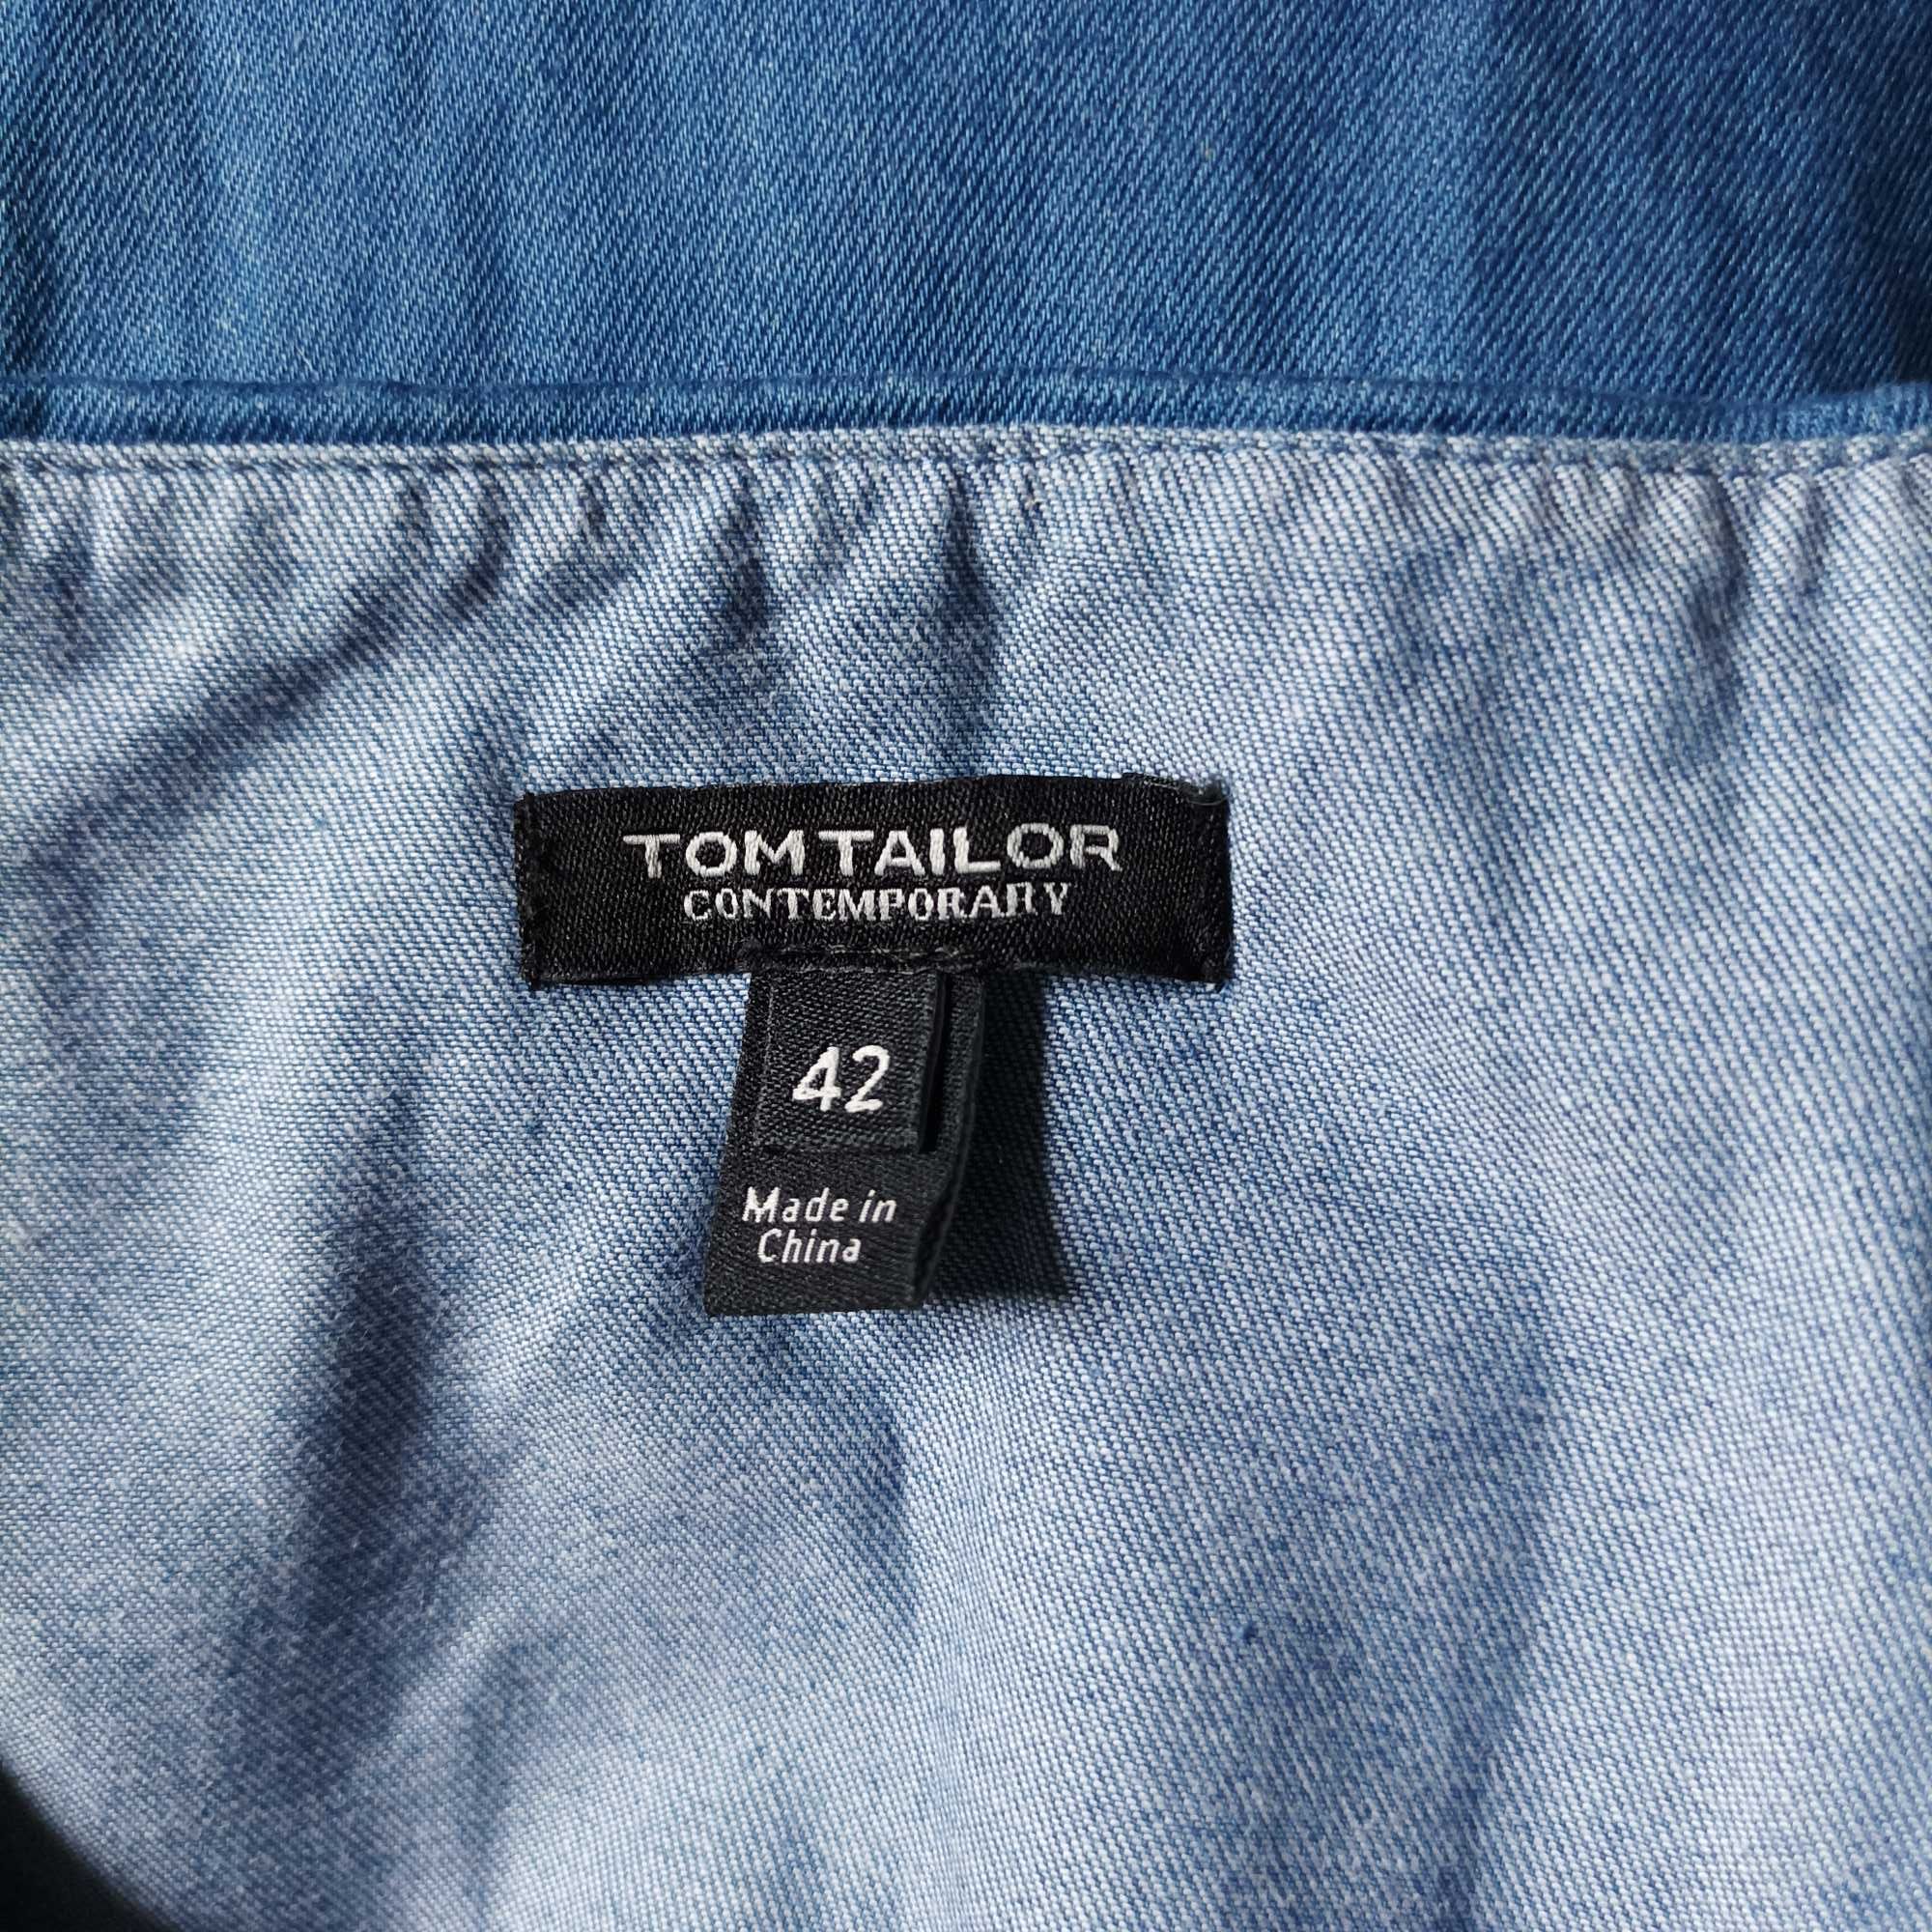 TOM TAILOR
CONTEMPORARY
42
Made in
China